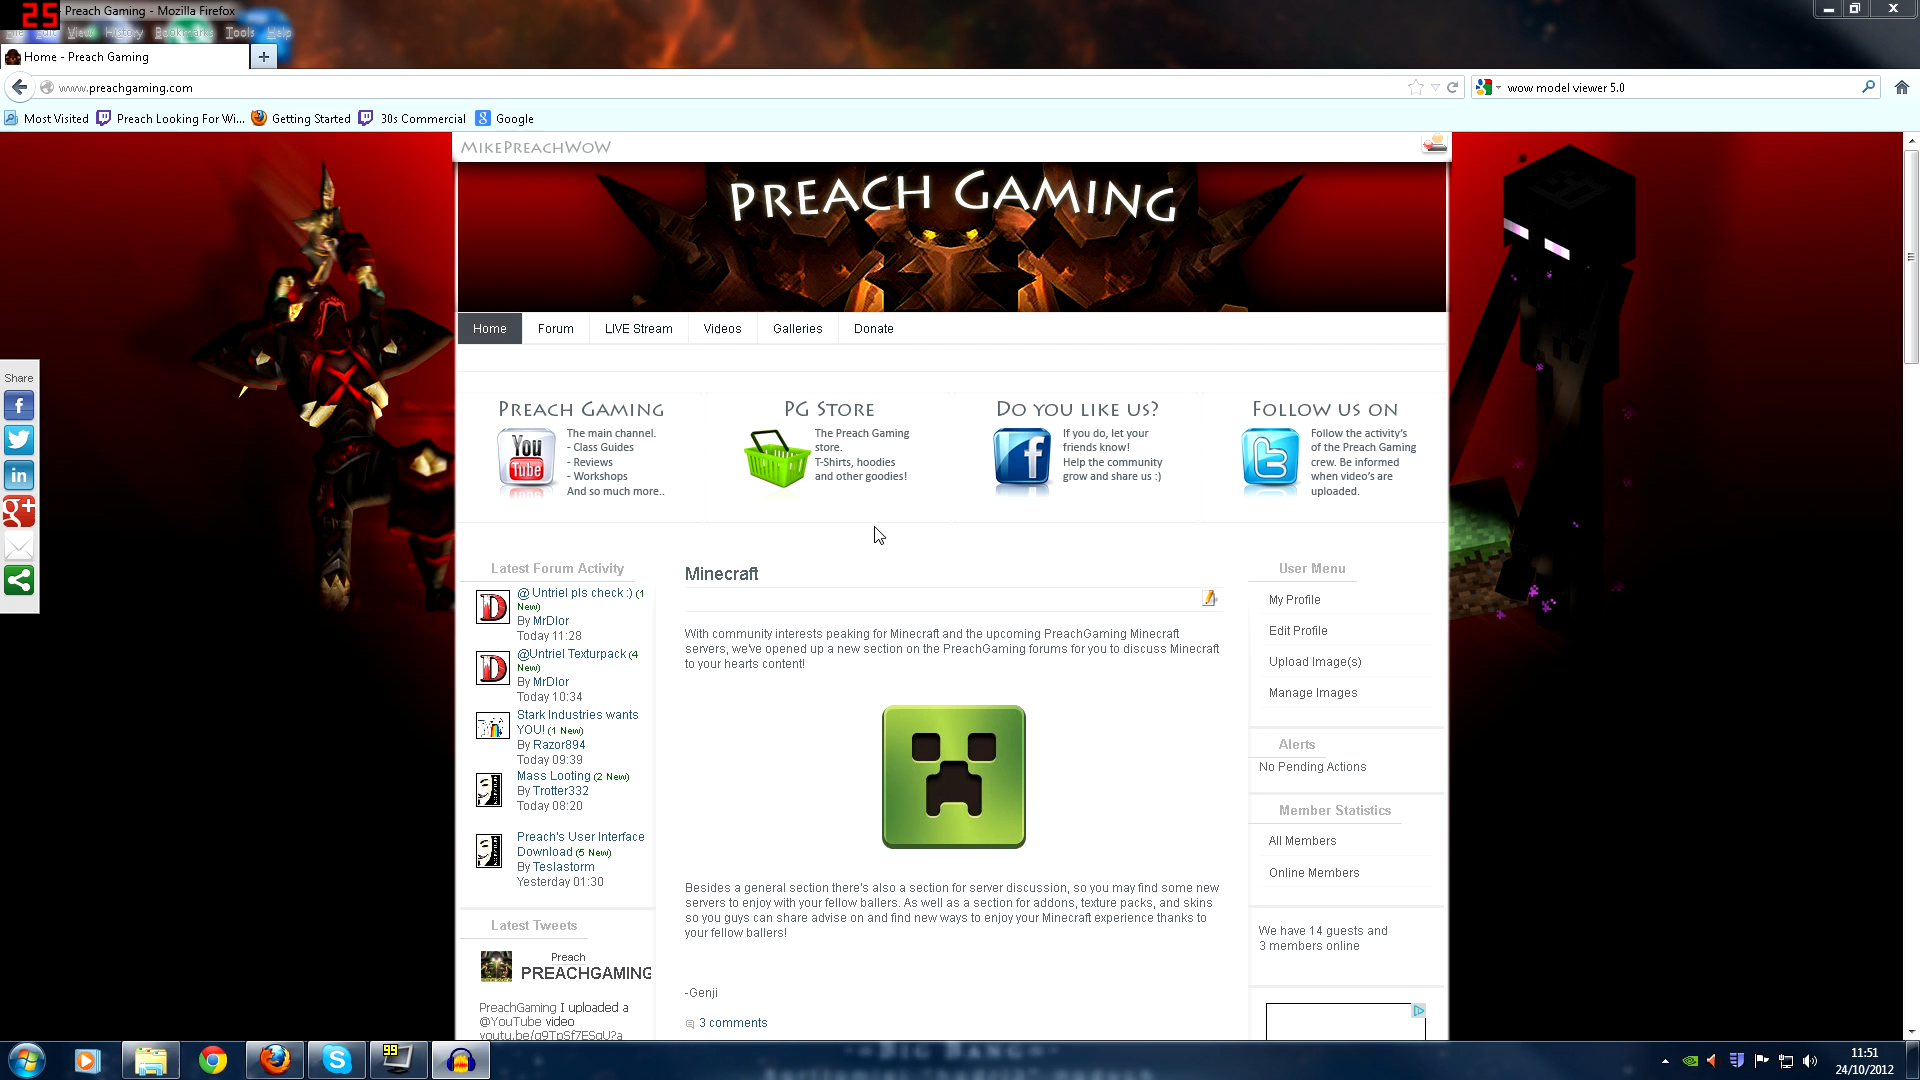 25
Preach Gaming - Mozilla Firefox
File Edit View History Bookmarks Tools Help
Home - Preach Gaming
www.preachgaming.com
wow model viewer 5.0
Most Visited Preach Looking For Wi... Getting Started 30s Commercial Google
MikePreachWoW
Preach Gaming
Home Forum LIVE Stream Videos Galleries Donate
Share
Preach Gaming
You Tube
The main channel.
- Class Guides
- Reviews
- Workshops
And so much more..
PG Store
The Preach Gaming
store.
T-Shirts, hoodies
and other goodies!
Do you like us?
If you do, let your
friends know!
Help the community
grow and share us :)
Follow us on
Follow the activity's
of the Preach Gaming
crew. Be informed
when video's are
uploaded.
Latest Forum Activity
@ Untriel pls check :) (1
New)
By MrDlor
Today 11:28
@Untriel Texturpack (4
New)
By MrDlor
Today 10:34
Stark Industries wants
YOU! (1 New)
By Razor894
Today 09:39
Mass Looting (2 New)
By Trotter332
Today 08:20
Preach's User Interface
Download (5 New)
By Teslastorm
Yesterday 01:30
Latest Tweets
Preach
PREACHGAMING
PreachGaming I uploaded a
@YouTube video
youtu.be/g9TpSf7ESgU?a
Minecraft
With community interests peaking for Minecraft and the upcoming PreachGaming Minecraft
servers, we've opened up a new section on the PreachGaming forums for you to discuss Minecraft
to your hearts content!
Besides a general section there's also a section for server discussion, so you may find some new
servers to enjoy with your fellow ballers. As well as a section for addons, texture packs, and skins
so you guys can share advise on and find new ways to enjoy your Minecraft experience thanks to
your fellow ballers!
-Genji
3 comments
User Menu
My Profile
Edit Profile
Upload Image(s)
Manage Images
Alerts
No Pending Actions
Member Statistics
All Members
Online Members
We have 14 guests and
3 members online
-=Big Bang=-
99
11:51
24/10/2012